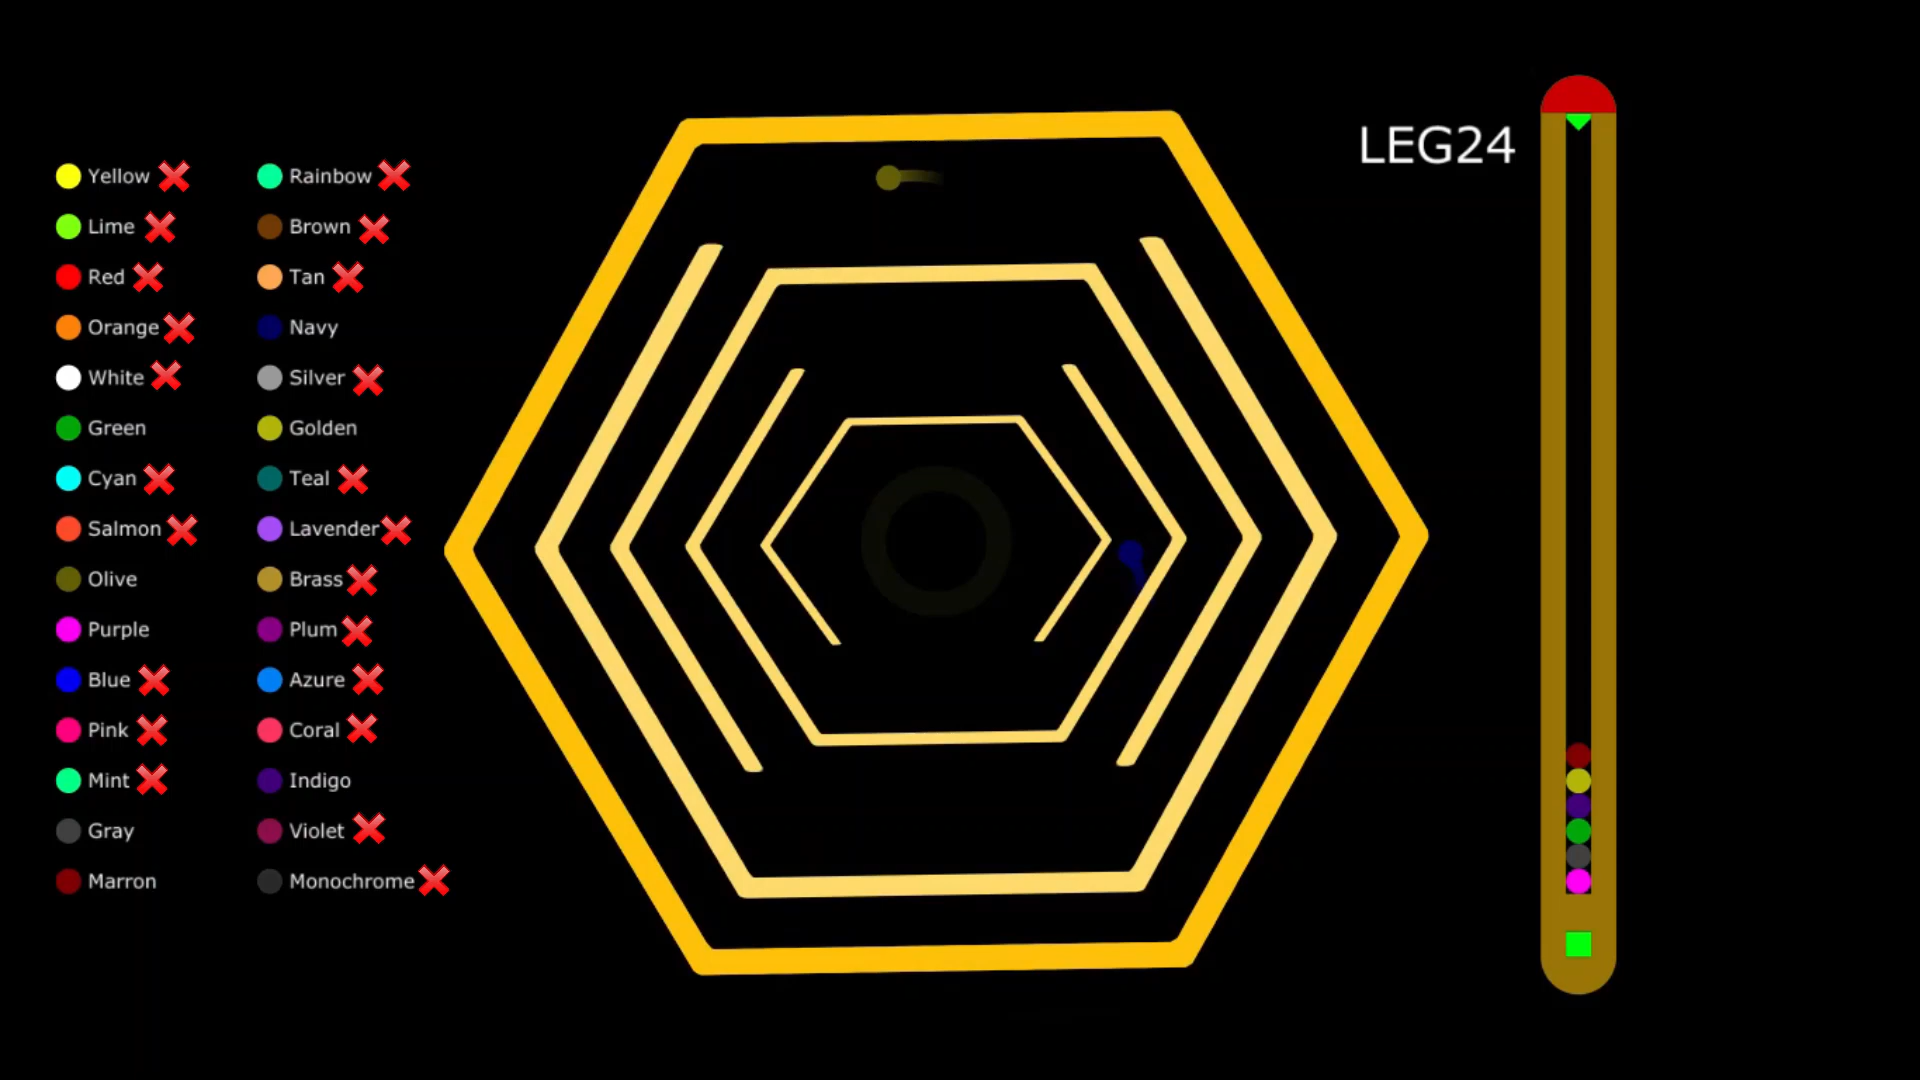 LEG24
Yellow
Lime
Red
Orange
White
Green
Cyan
Salmon
Olive
Purple
Blue
Pink
Mint
Gray
Marron
Rainbow
Brown
Tan
Navy
Silver
Golden
Teal
Lavender
Brass
Plum
Azure
Coral
Indigo
Violet
Monochrome